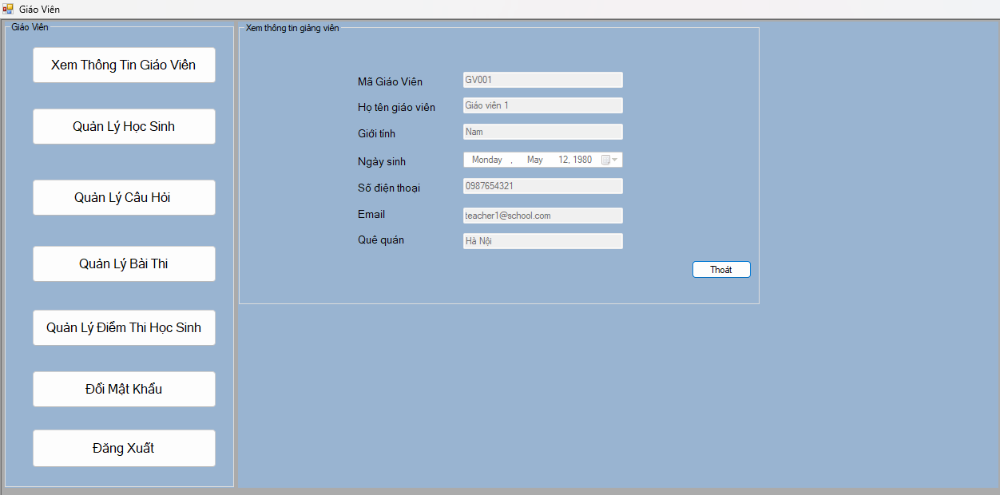 Giáo Viên
Giáo Viên
Xem Thông Tin Giáo Viên
Quản Lý Học Sinh
Quản Lý Câu Hỏi
Quản Lý Bài Thi
Quản Lý Điểm Thi Học Sinh
Đổi Mật Khẩu
Đăng Xuất
Xem thông tin giảng viên
Mã Giáo Viên GV001
Họ tên giáo viên Giáo viên 1
Giới tính Nam
Ngày sinh Monday , May 12, 1980
Số điện thoại 0987654321
Email teacher1@school.com
Quê quán Hà Nội
Thoát